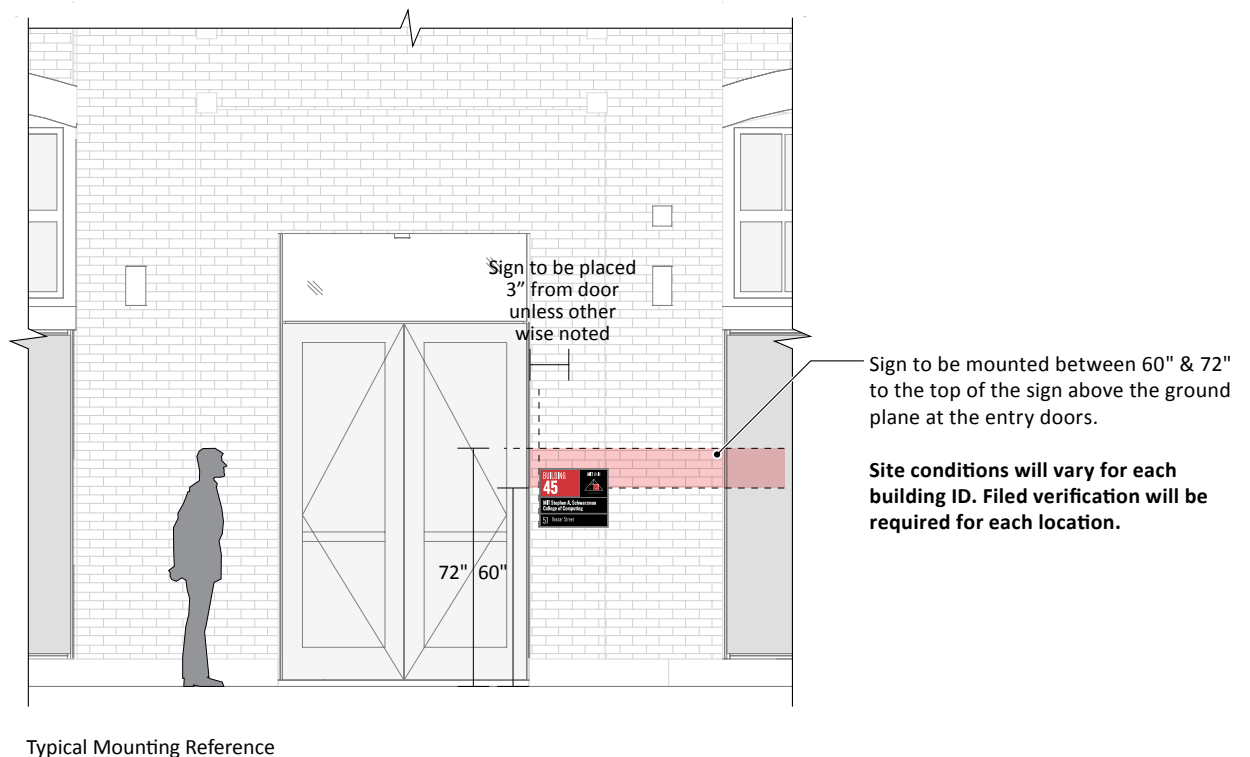 Sign to be placed
3” from door
unless other
wise noted
Sign to be mounted between 60" & 72"
to the top of the sign above the ground
plane at the entry doors.
Site conditions will vary for each
building ID. Filed verification will be
required for each location.
BUILDING
45
MIT Stephen A. Schwarzman
College of Computing
51 Vassar Street
72" 60"
Typical Mounting Reference